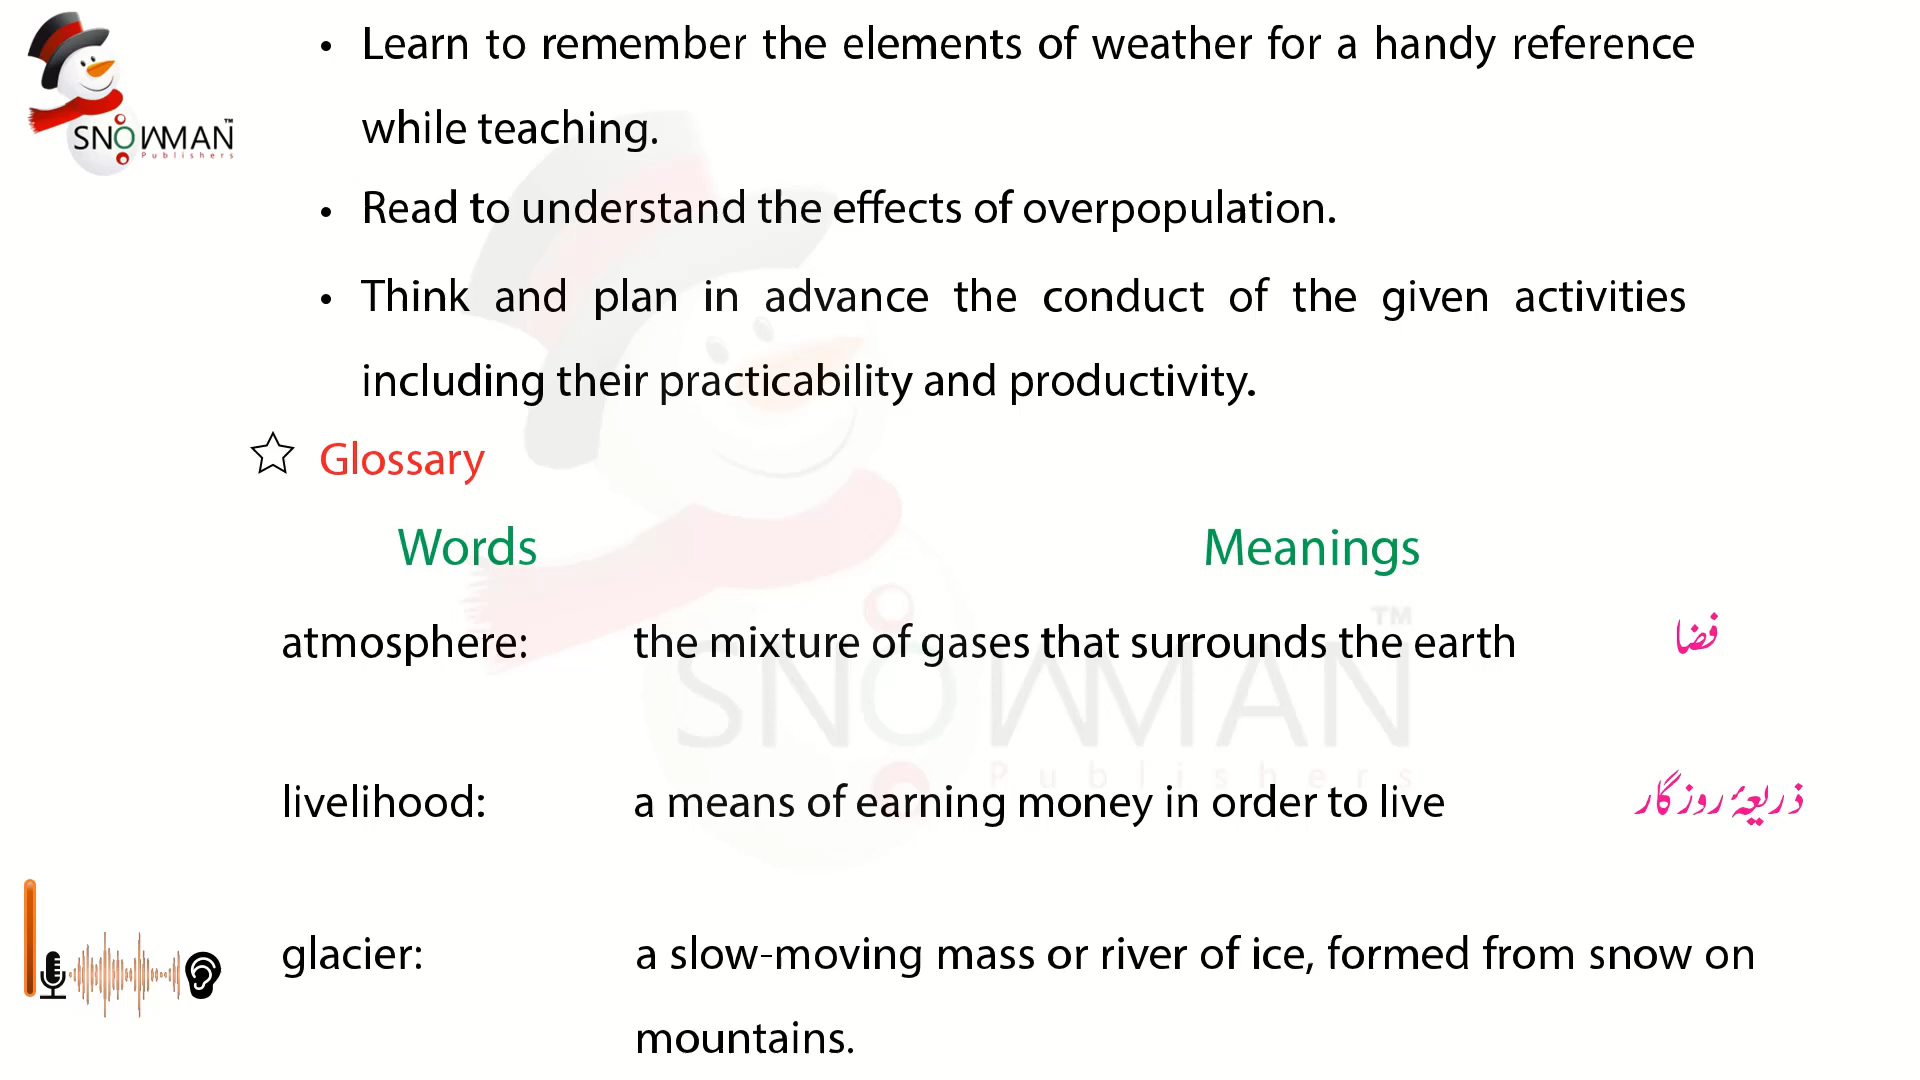 SNOWMAN™
Publishers
• Learn to remember the elements of weather for a handy reference
while teaching.
• Read to understand the effects of overpopulation.
• Think and plan in advance the conduct of the given activities
including their practicability and productivity.
☆ Glossary
Words Meanings
atmosphere: the mixture of gases that surrounds the earth فضا
SNOWMAN™
Publishers
livelihood: a means of earning money in order to live ذریعۂ روزگار
glacier: a slow-moving mass or river of ice, formed from snow on
mountains.